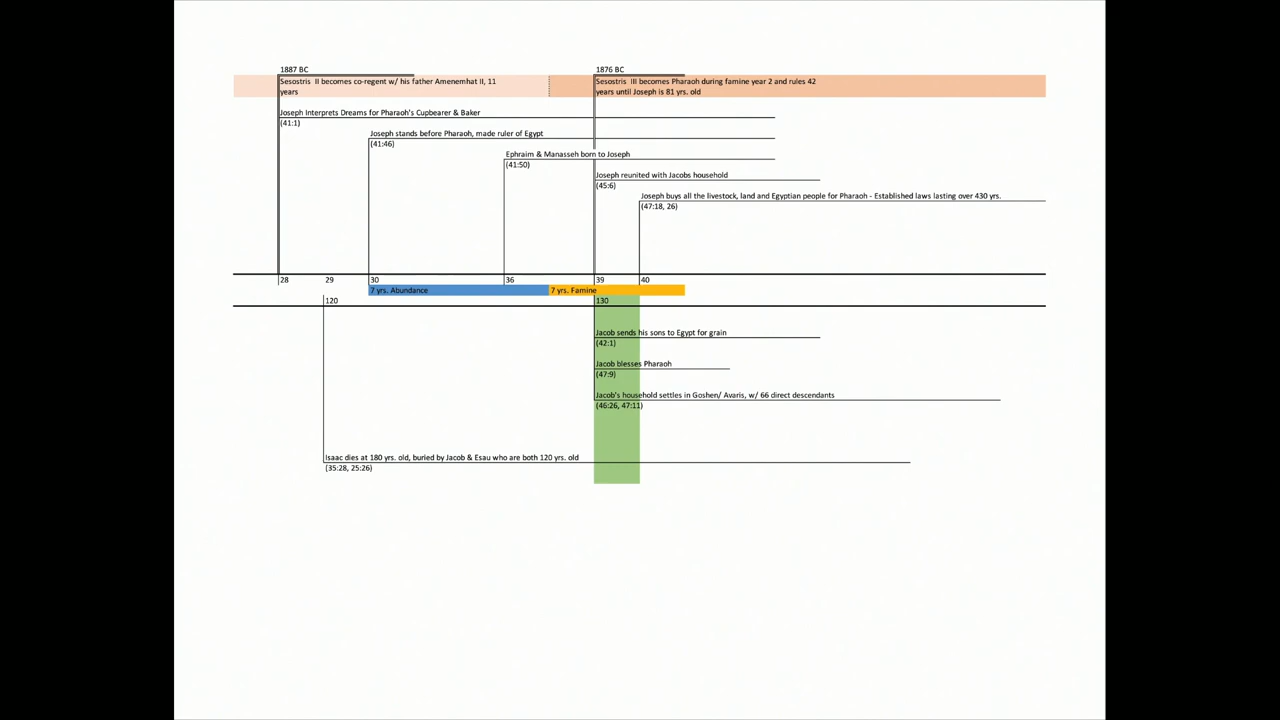 1887 BC
1876 BC
Sesostris  II becomes co-regent w/ his father Amenemhat II, 11
years
Sesostris  III becomes Pharaoh during famine year 2 and rules 42
years until Joseph is 81 yrs. old
Joseph Interprets Dreams for Pharaoh's Cupbearer & Baker
(41:1)
Joseph stands before Pharaoh, made ruler of Egypt
(41:46)
Ephraim & Manasseh born to Joseph
(41:50)
Joseph reunited with Jacobs household
(45:6)
Joseph buys all the livestock, land and Egyptian people for Pharaoh - Established laws lasting over 430 yrs.
(47:18, 26)
28
29
30
36
39
40
7 yrs. Abundance
7 yrs. Famine
120
130
Jacob sends his sons to Egypt for grain
(42:1)
Jacob blesses Pharaoh
(47:9)
Jacob's household settles in Goshen/ Avaris, w/ 66 direct descendants
(46:26, 47:11)
Isaac dies at 180 yrs. old, buried by Jacob & Esau who are both 120 yrs. old
(35:28, 25:26)